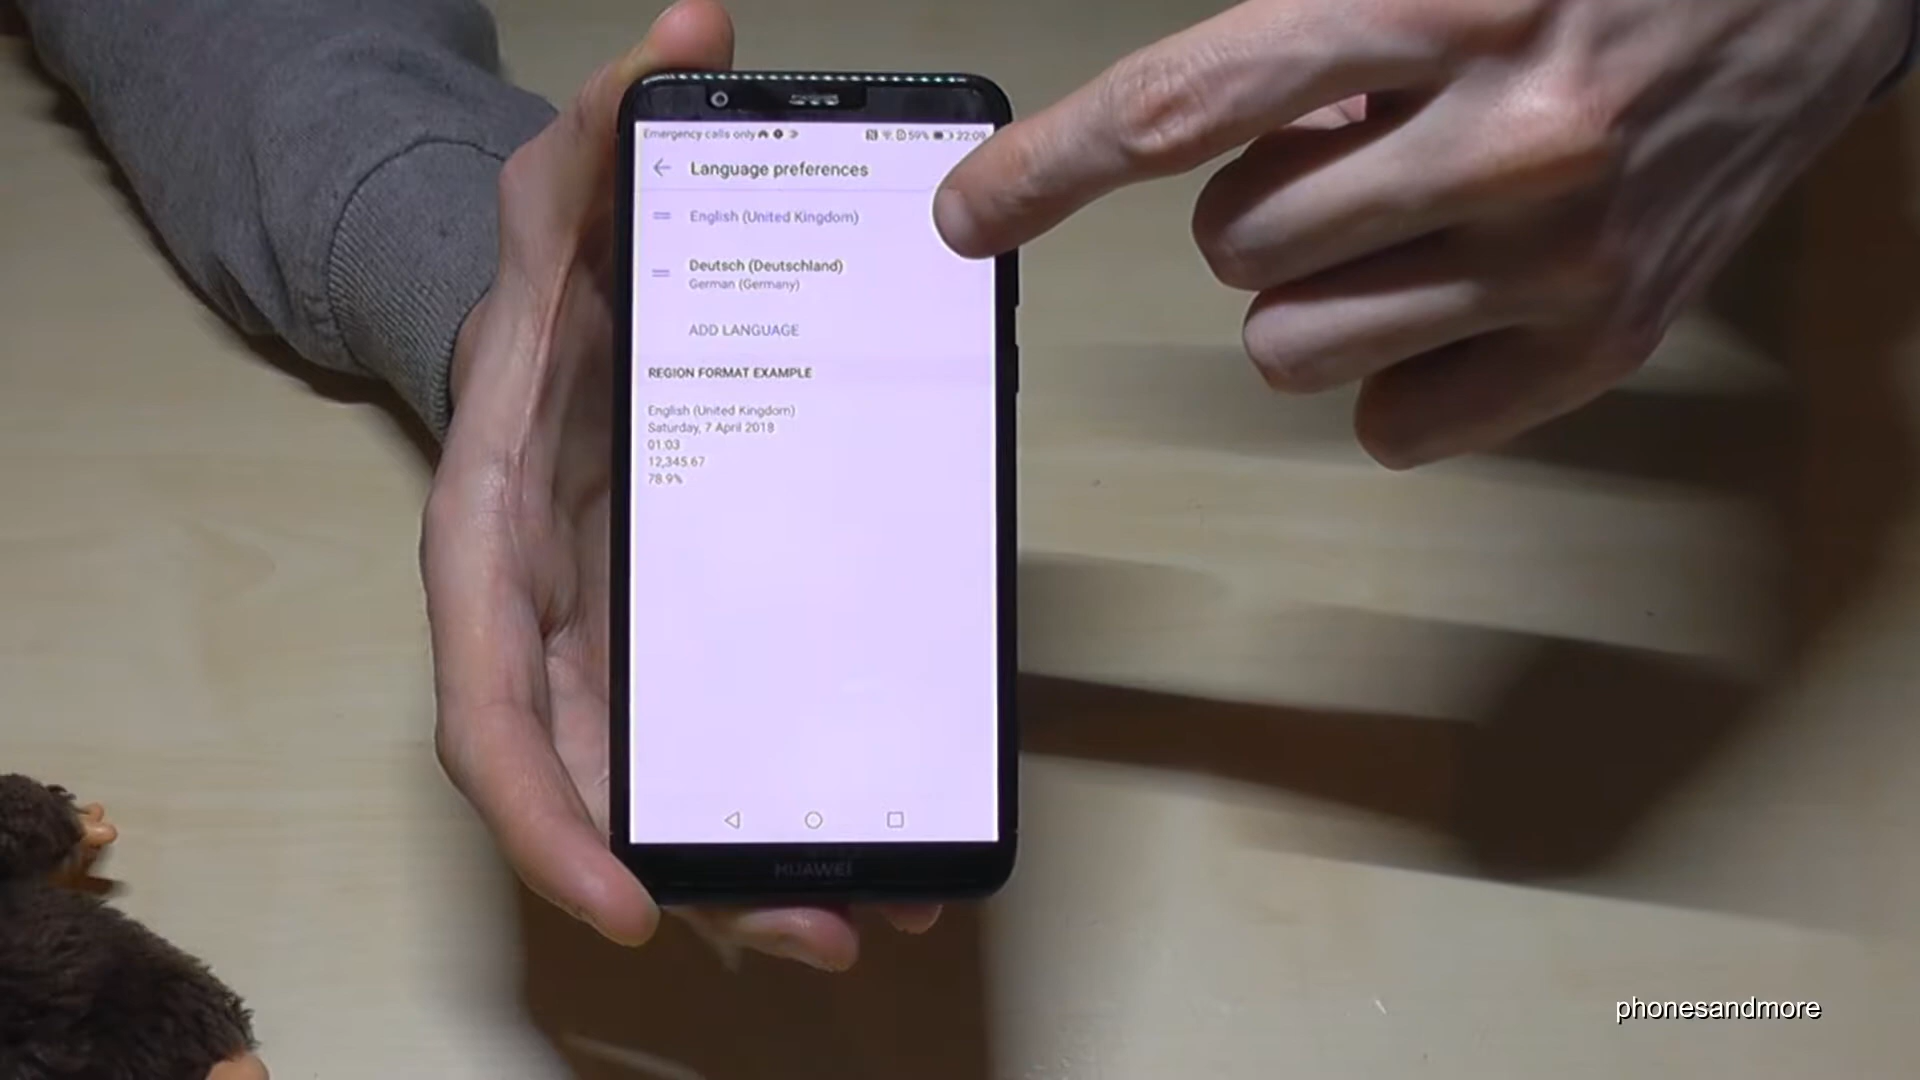 Emergency calls only
59% 22:09
Language preferences
English (United Kingdom)
Deutsch (Deutschland)
German (Germany)
ADD LANGUAGE
REGION FORMAT EXAMPLE
English (United Kingdom)
Saturday, 7 April 2018
01:03
12,345.67
78.9%
HUAWEI
phonesandmore